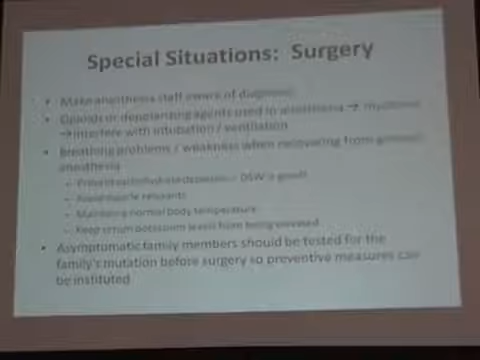 Special Situations: Surgery
• Make anesthesia staff aware of diagnosis
• Opioids or depolarizing agents used in anesthesia →
→ interfere with intubation / ventilation
• Breathing problems / weakness when recovering from general
anesthesia
– Prevent carbohydrate depletion –
– Avoid muscle relaxants
– Maintain normal body temperature
– Keep serum potassium levels from being elevated
• Asymptomatic family members should be tested for the
family's mutation before surgery so preventive measures can
be instituted